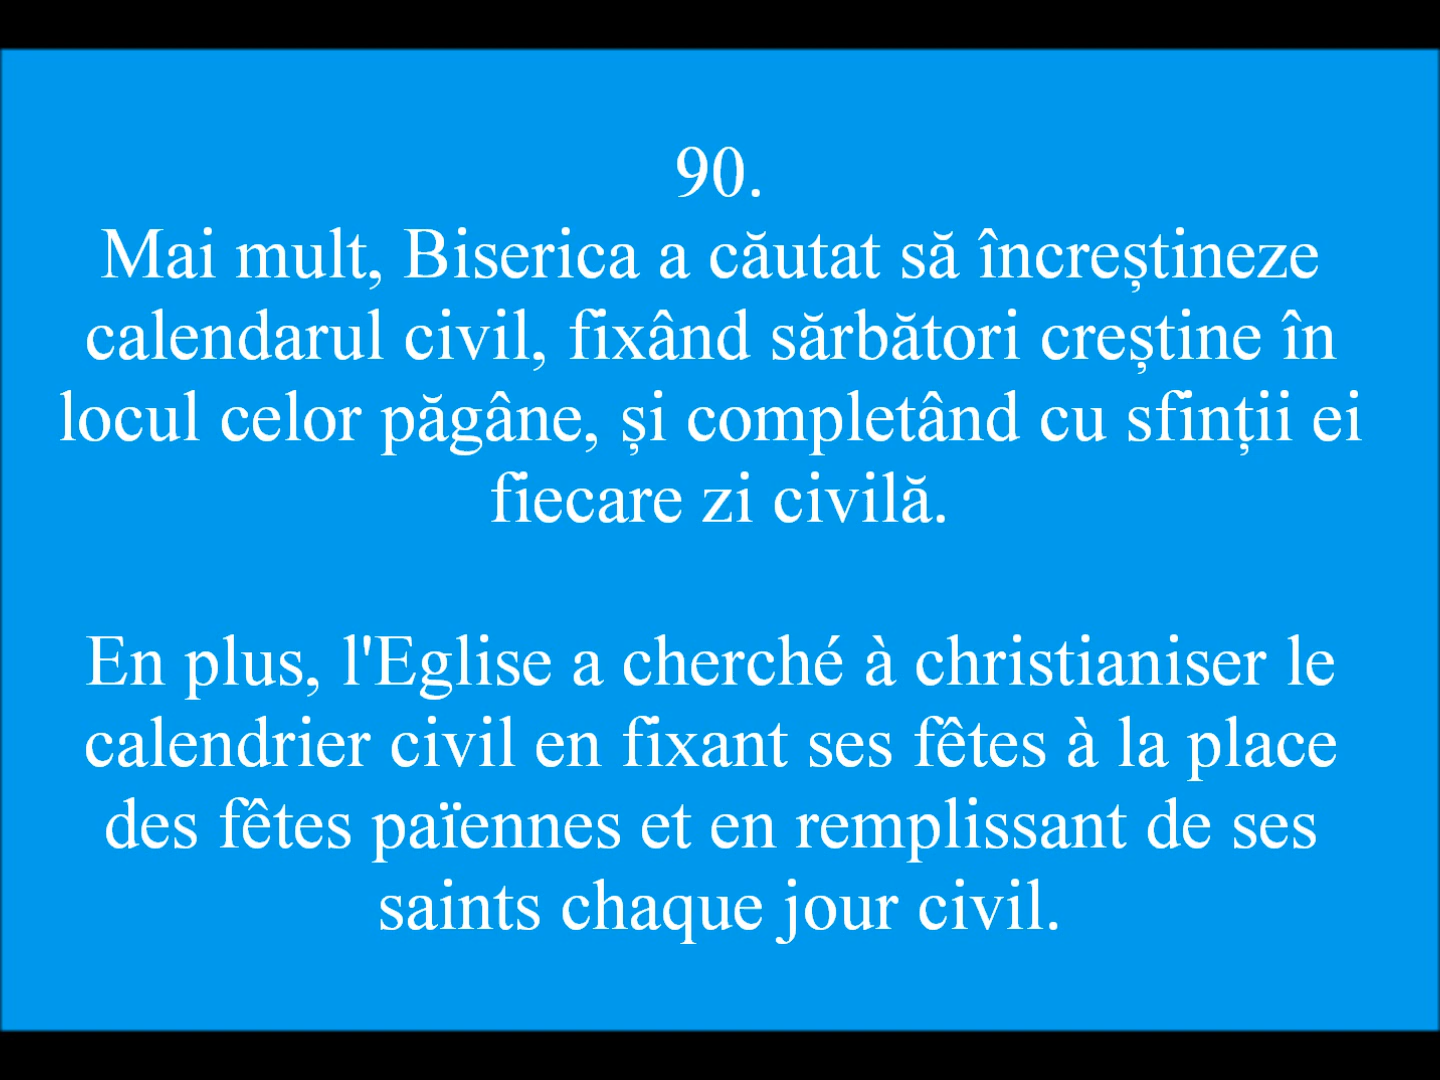 90.
Mai mult, Biserica a căutat să încreștineze
calendarul civil, fixând sărbători creștine în
locul celor păgâne, și completând cu sfinții ei
fiecare zi civilă.
En plus, l'Eglise a cherché à christianiser le
calendrier civil en fixant ses fêtes à la place
des fêtes païennes et en remplissant de ses
saints chaque jour civil.